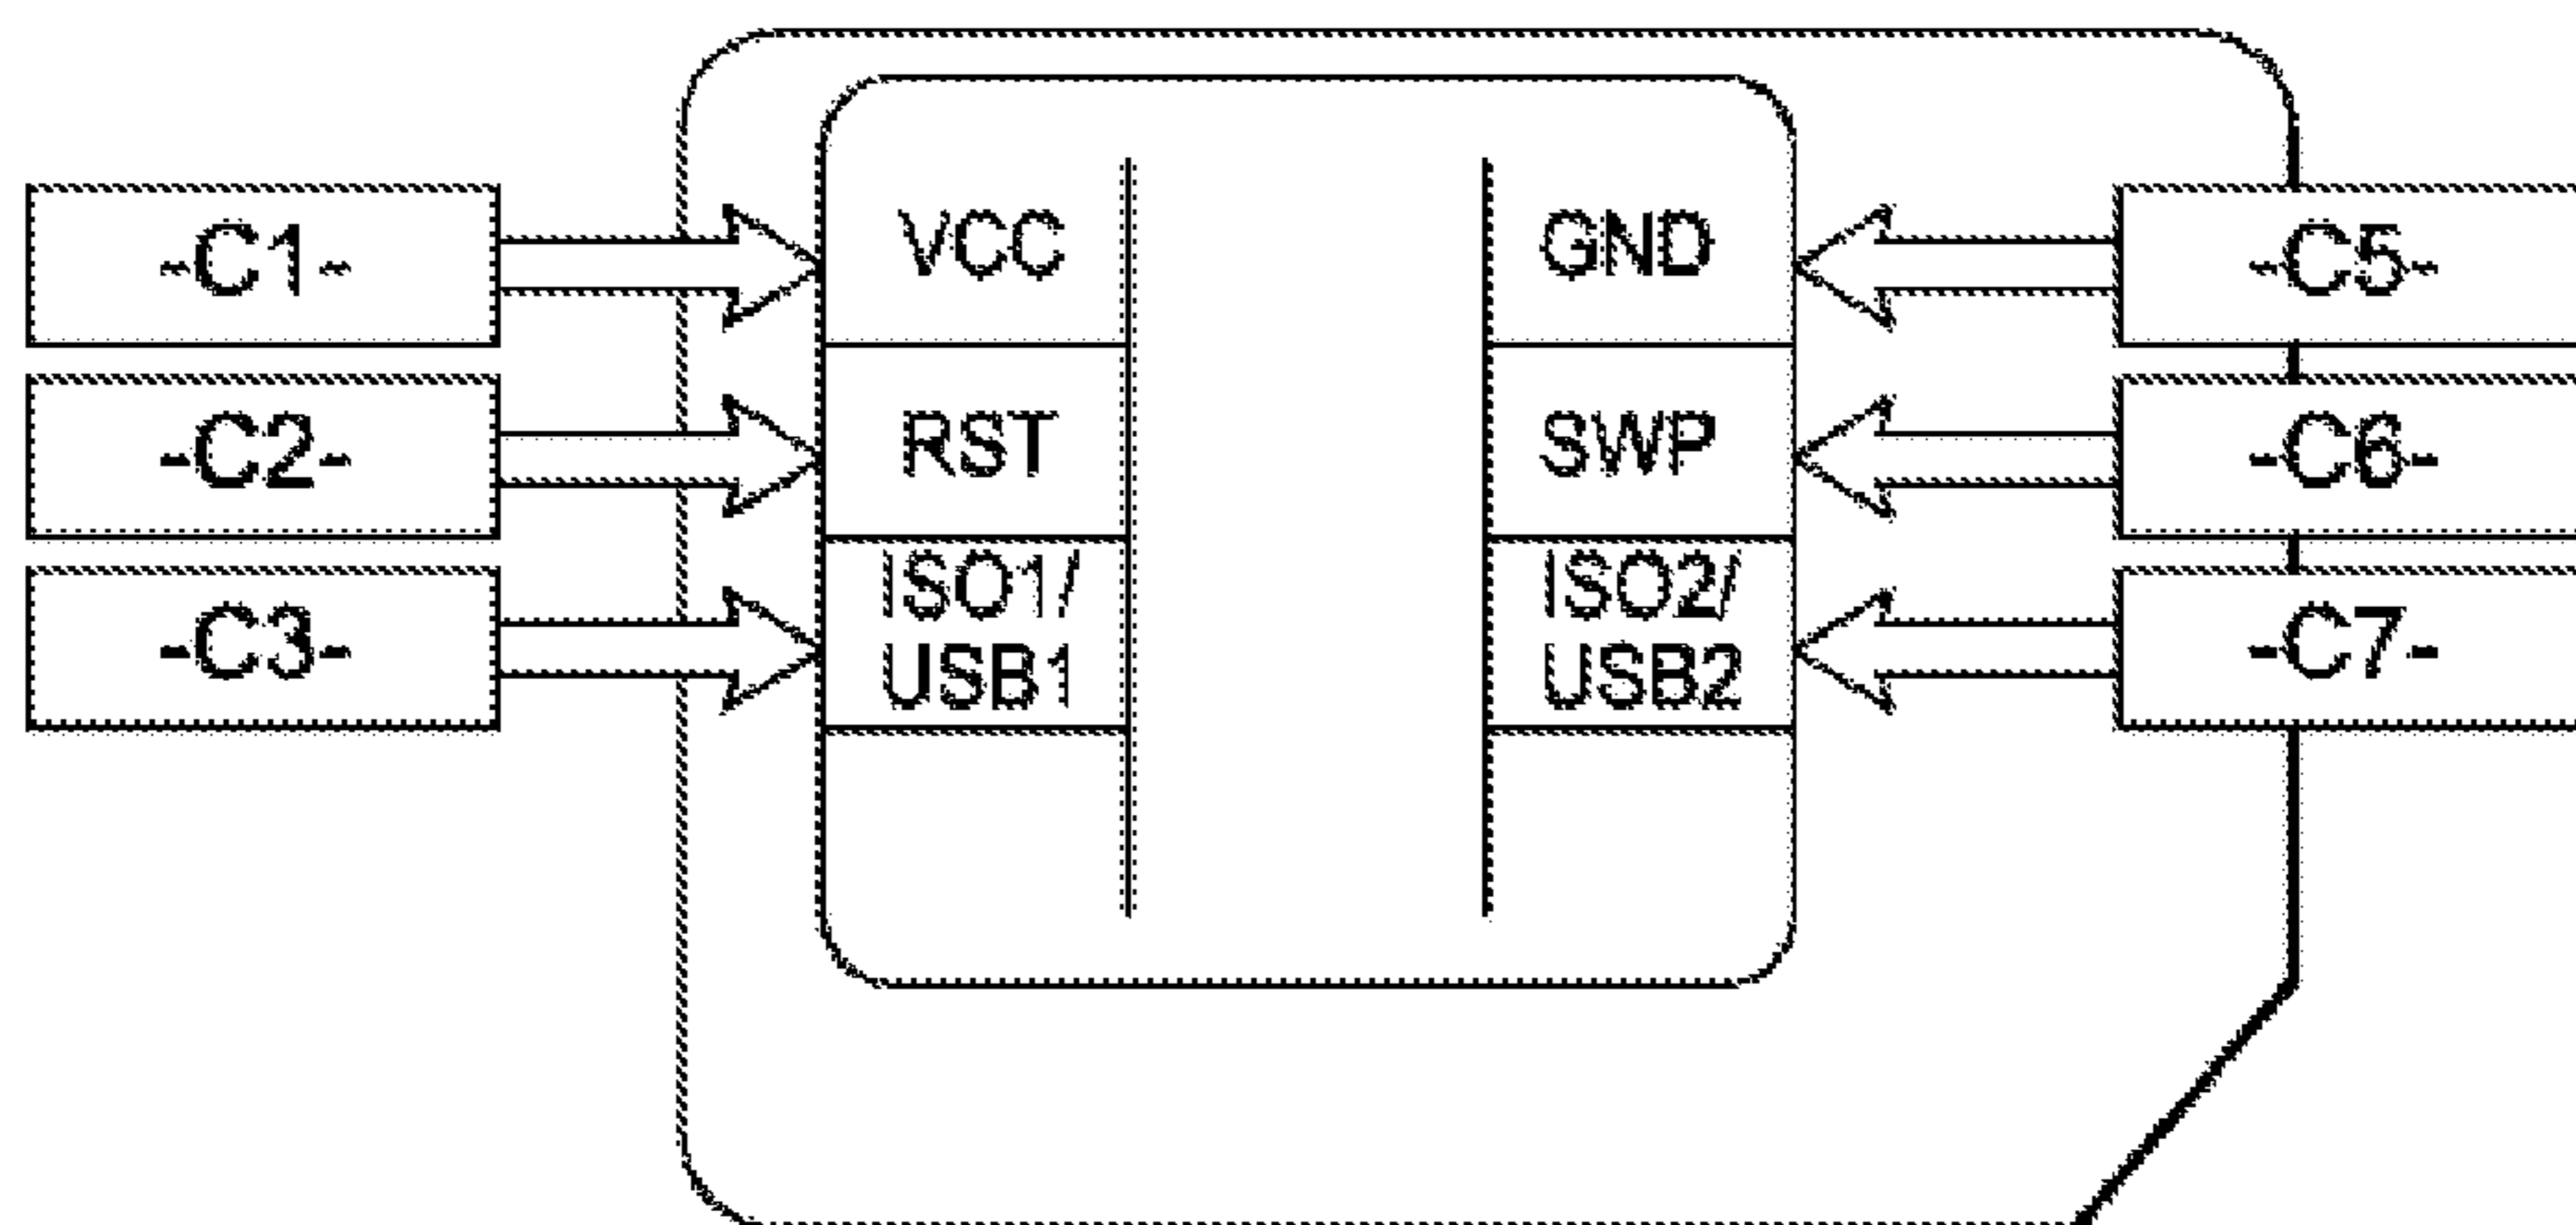 -C1-
VCC
GND
-C5-
-C2-
RST
SWP
-C6-
-C3-
ISO1/
USB1
ISO2/
USB2
-C7-